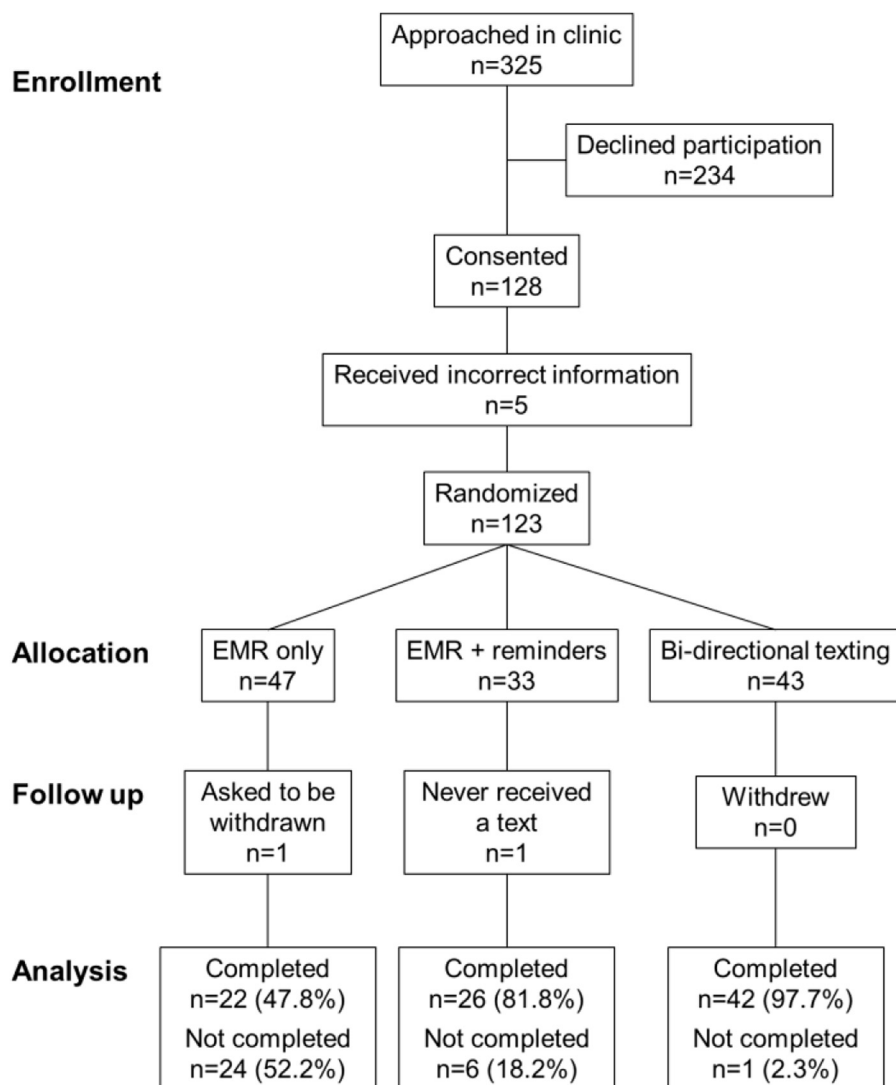 Enrollment
Approached in clinic
n=325
Declined participation
n=234
Consented
n=128
Received incorrect information
n=5
Randomized
n=123
Allocation
EMR only
n=47
EMR + reminders
n=33
Bi-directional texting
n=43
Follow up
Asked to be
withdrawn
n=1
Never received
a text
n=1
Withdrew
n=0
Analysis
Completed
n=22 (47.8%)
Not completed
n=24 (52.2%)
Completed
n=26 (81.8%)
Not completed
n=6 (18.2%)
Completed
n=42 (97.7%)
Not completed
n=1 (2.3%)